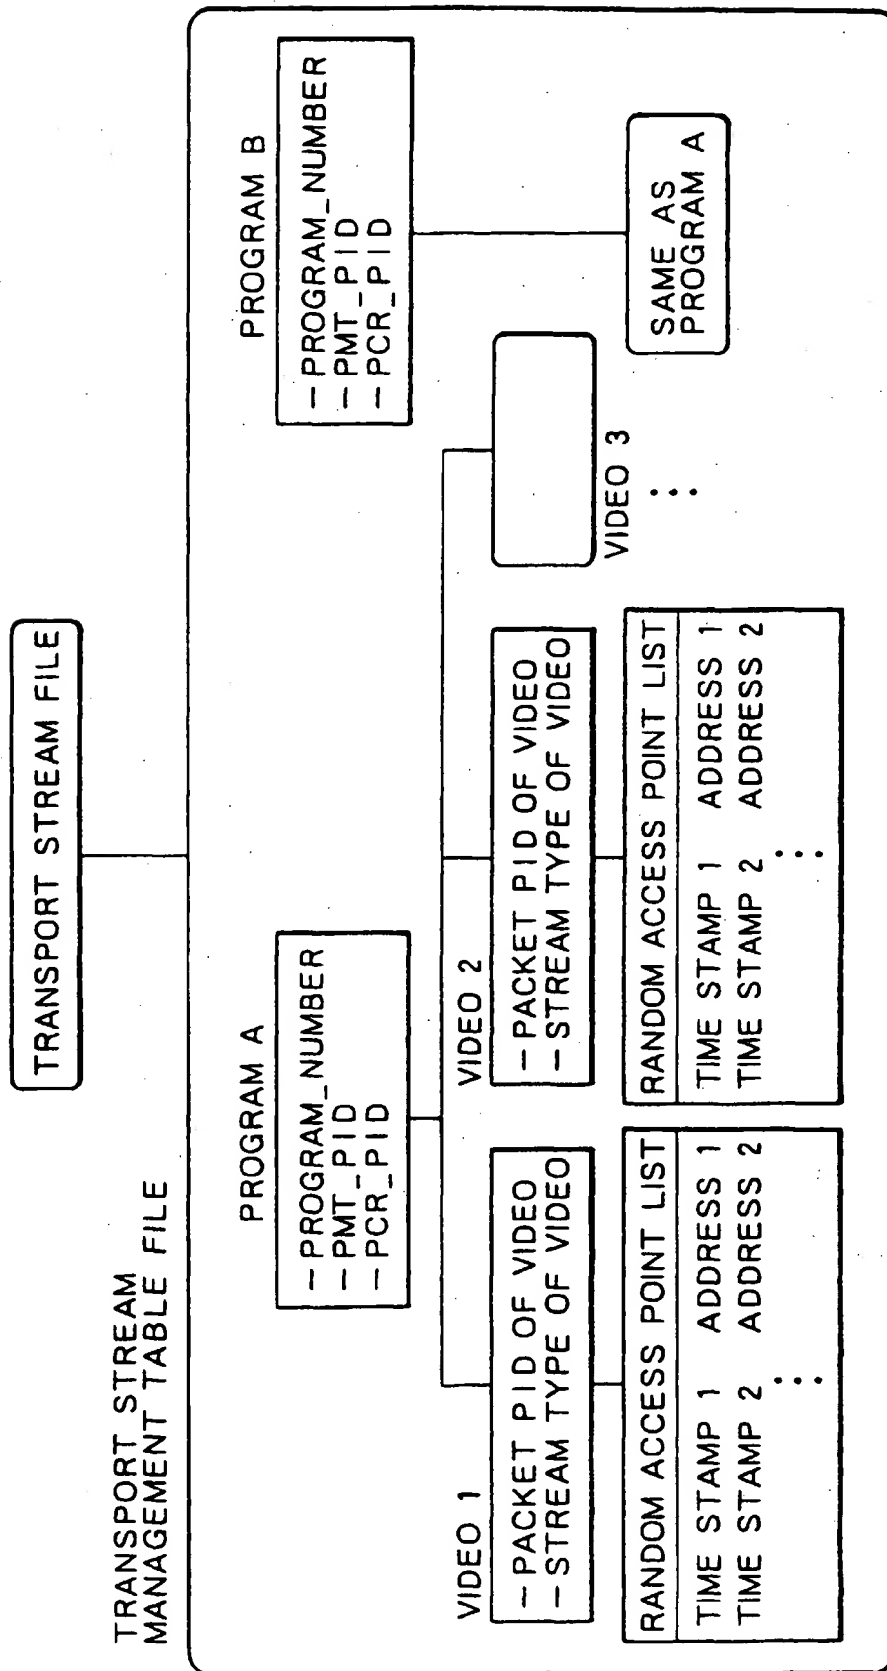 TRANSPORT STREAM FILE
TRANSPORT STREAM
MANAGEMENT TABLE FILE
PROGRAM A
–PROGRAM_NUMBER
–PMT_PID
–PCR_PID
PROGRAM B
–PROGRAM_NUMBER
–PMT_PID
–PCR_PID
VIDEO 1
–PACKET PID OF VIDEO
–STREAM TYPE OF VIDEO
RANDOM ACCESS POINT LIST
TIME STAMP 1 ADDRESS 1
TIME STAMP 2 ADDRESS 2
⋮
VIDEO 2
–PACKET PID OF VIDEO
–STREAM TYPE OF VIDEO
RANDOM ACCESS POINT LIST
TIME STAMP 1 ADDRESS 1
TIME STAMP 2 ADDRESS 2
⋮
VIDEO 3
⋮
SAME AS
PROGRAM A